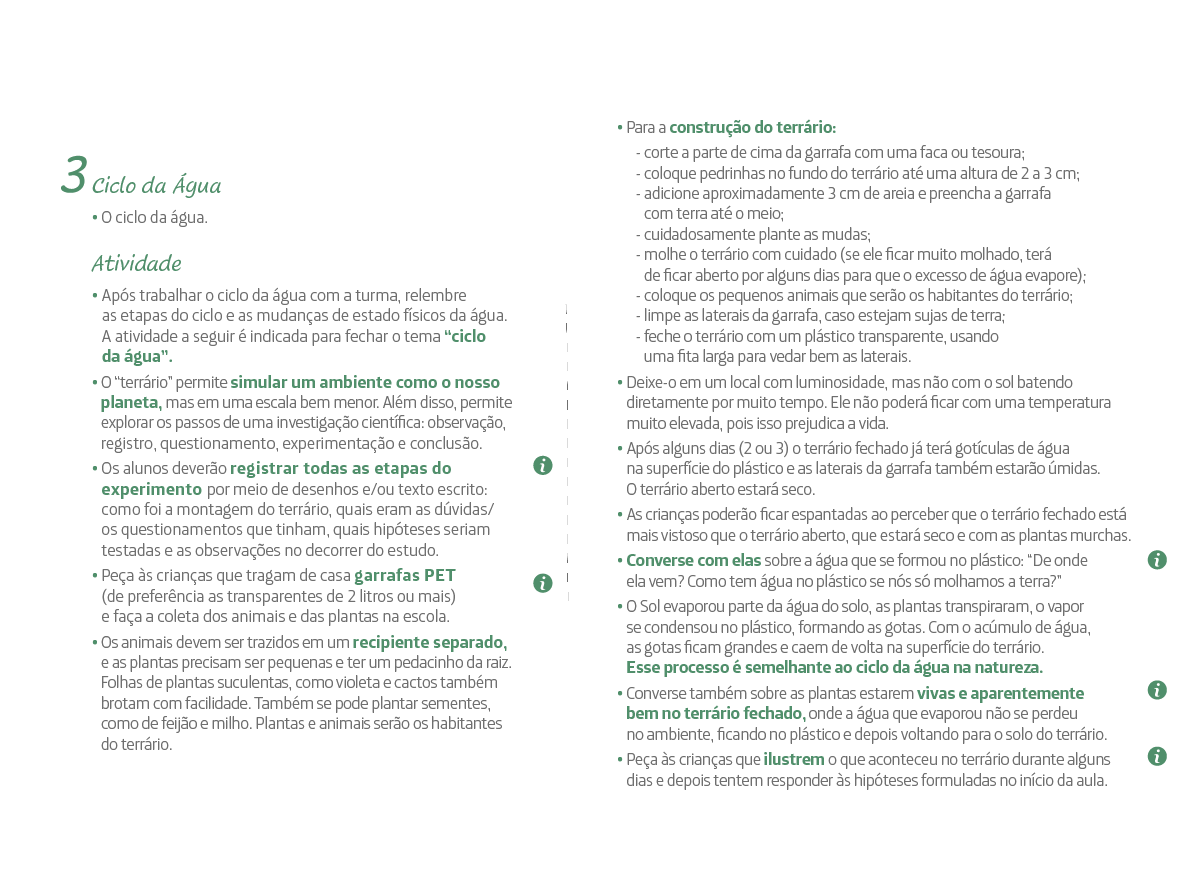 3 Ciclo da Água
• O ciclo da água.
Atividade
• Após trabalhar o ciclo da água com a turma, relembre
as etapas do ciclo e as mudanças de estado físicos da água.
A atividade a seguir é indicada para fechar o tema “ciclo
da água”.
• O “terrário” permite simular um ambiente como o nosso
planeta, mas em uma escala bem menor. Além disso, permite
explorar os passos de uma investigação científica: observação,
registro, questionamento, experimentação e conclusão.
• Os alunos deverão registrar todas as etapas do
experimento por meio de desenhos e/ou texto escrito:
como foi a montagem do terrário, quais eram as dúvidas/
os questionamentos que tinham, quais hipóteses seriam
testadas e as observações no decorrer do estudo.
• Peça às crianças que tragam de casa garrafas PET
(de preferência as transparentes de 2 litros ou mais)
e faça a coleta dos animais e das plantas na escola.
• Os animais devem ser trazidos em um recipiente separado,
e as plantas precisam ser pequenas e ter um pedacinho da raiz.
Folhas de plantas suculentas, como violeta e cactos também
brotam com facilidade. Também se pode plantar sementes,
como de feijão e milho. Plantas e animais serão os habitantes
do terrário.
• Para a construção do terrário:
- corte a parte de cima da garrafa com uma faca ou tesoura;
- coloque pedrinhas no fundo do terrário até uma altura de 2 a 3 cm;
- adicione aproximadamente 3 cm de areia e preencha a garrafa
com terra até o meio;
- cuidadosamente plante as mudas;
- molhe o terrário com cuidado (se ele ficar muito molhado, terá
de ficar aberto por alguns dias para que o excesso de água evapore);
- coloque os pequenos animais que serão os habitantes do terrário;
- limpe as laterais da garrafa, caso estejam sujas de terra;
- feche o terrário com um plástico transparente, usando
uma fita larga para vedar bem as laterais.
• Deixe-o em um local com luminosidade, mas não com o sol batendo
diretamente por muito tempo. Ele não poderá ficar com uma temperatura
muito elevada, pois isso prejudica a vida.
• Após alguns dias (2 ou 3) o terrário fechado já terá gotículas de água
na superfície do plástico e as laterais da garrafa também estarão úmidas.
O terrário aberto estará seco.
• As crianças poderão ficar espantadas ao perceber que o terrário fechado está
mais vistoso que o terrário aberto, que estará seco e com as plantas murchas.
• Converse com elas sobre a água que se formou no plástico: “De onde
ela vem? Como tem água no plástico se nós só molhamos a terra?”
• O Sol evaporou parte da água do solo, as plantas transpiraram, o vapor
se condensou no plástico, formando as gotas. Com o acúmulo de água,
as gotas ficam grandes e caem de volta na superfície do terrário.
Esse processo é semelhante ao ciclo da água na natureza.
• Converse também sobre as plantas estarem vivas e aparentemente
bem no terrário fechado, onde a água que evaporou não se perdeu
no ambiente, ficando no plástico e depois voltando para o solo do terrário.
• Peça às crianças que ilustrem o que aconteceu no terrário durante alguns
dias e depois tentem responder às hipóteses formuladas no início da aula.